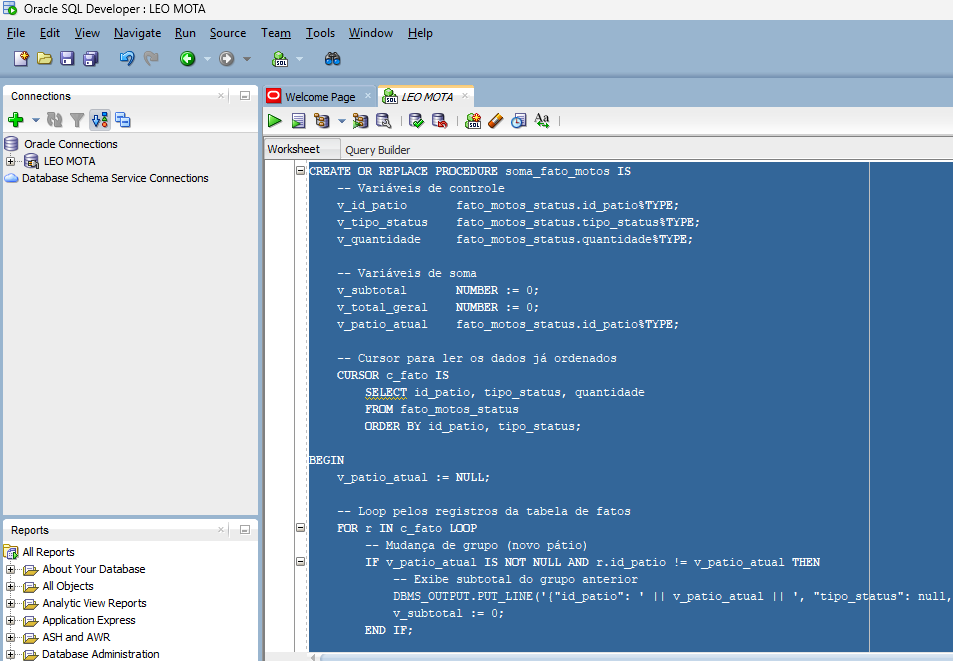 Oracle SQL Developer : LEO MOTA
File Edit View Navigate Run Source Team Tools Window Help
Connections
Oracle Connections
LEO MOTA
Database Schema Service Connections
Reports
All Reports
About Your Database
All Objects
Analytic View Reports
Application Express
ASH and AWR
Database Administration
Welcome Page
LEO MOTA
Worksheet Query Builder
CREATE OR REPLACE PROCEDURE soma_fato_motos IS
-- Variáveis de controle
v_id_patio fato_motos_status.id_patio%TYPE;
v_tipo_status fato_motos_status.tipo_status%TYPE;
v_quantidade fato_motos_status.quantidade%TYPE;
-- Variáveis de soma
v_subtotal NUMBER := 0;
v_total_geral NUMBER := 0;
v_patio_atual fato_motos_status.id_patio%TYPE;
-- Cursor para ler os dados já ordenados
CURSOR c_fato IS
SELECT id_patio, tipo_status, quantidade
FROM fato_motos_status
ORDER BY id_patio, tipo_status;
BEGIN
v_patio_atual := NULL;
-- Loop pelos registros da tabela de fatos
FOR r IN c_fato LOOP
-- Mudança de grupo (novo pátio)
IF v_patio_atual IS NOT NULL AND r.id_patio != v_patio_atual THEN
-- Exibe subtotal do grupo anterior
DBMS_OUTPUT.PUT_LINE('{"id_patio": ' || v_patio_atual || ', "tipo_status": null,
v_subtotal := 0;
END IF;